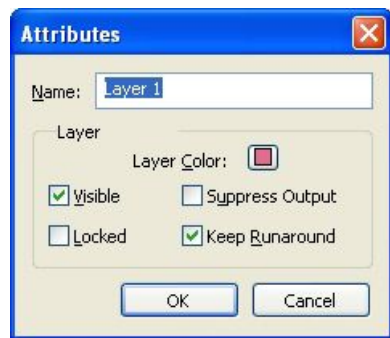 Attributes
Name: Layer 1
Layer
Layer Color:
Visible Suppress Output
Locked Keep Runaround
OK Cancel